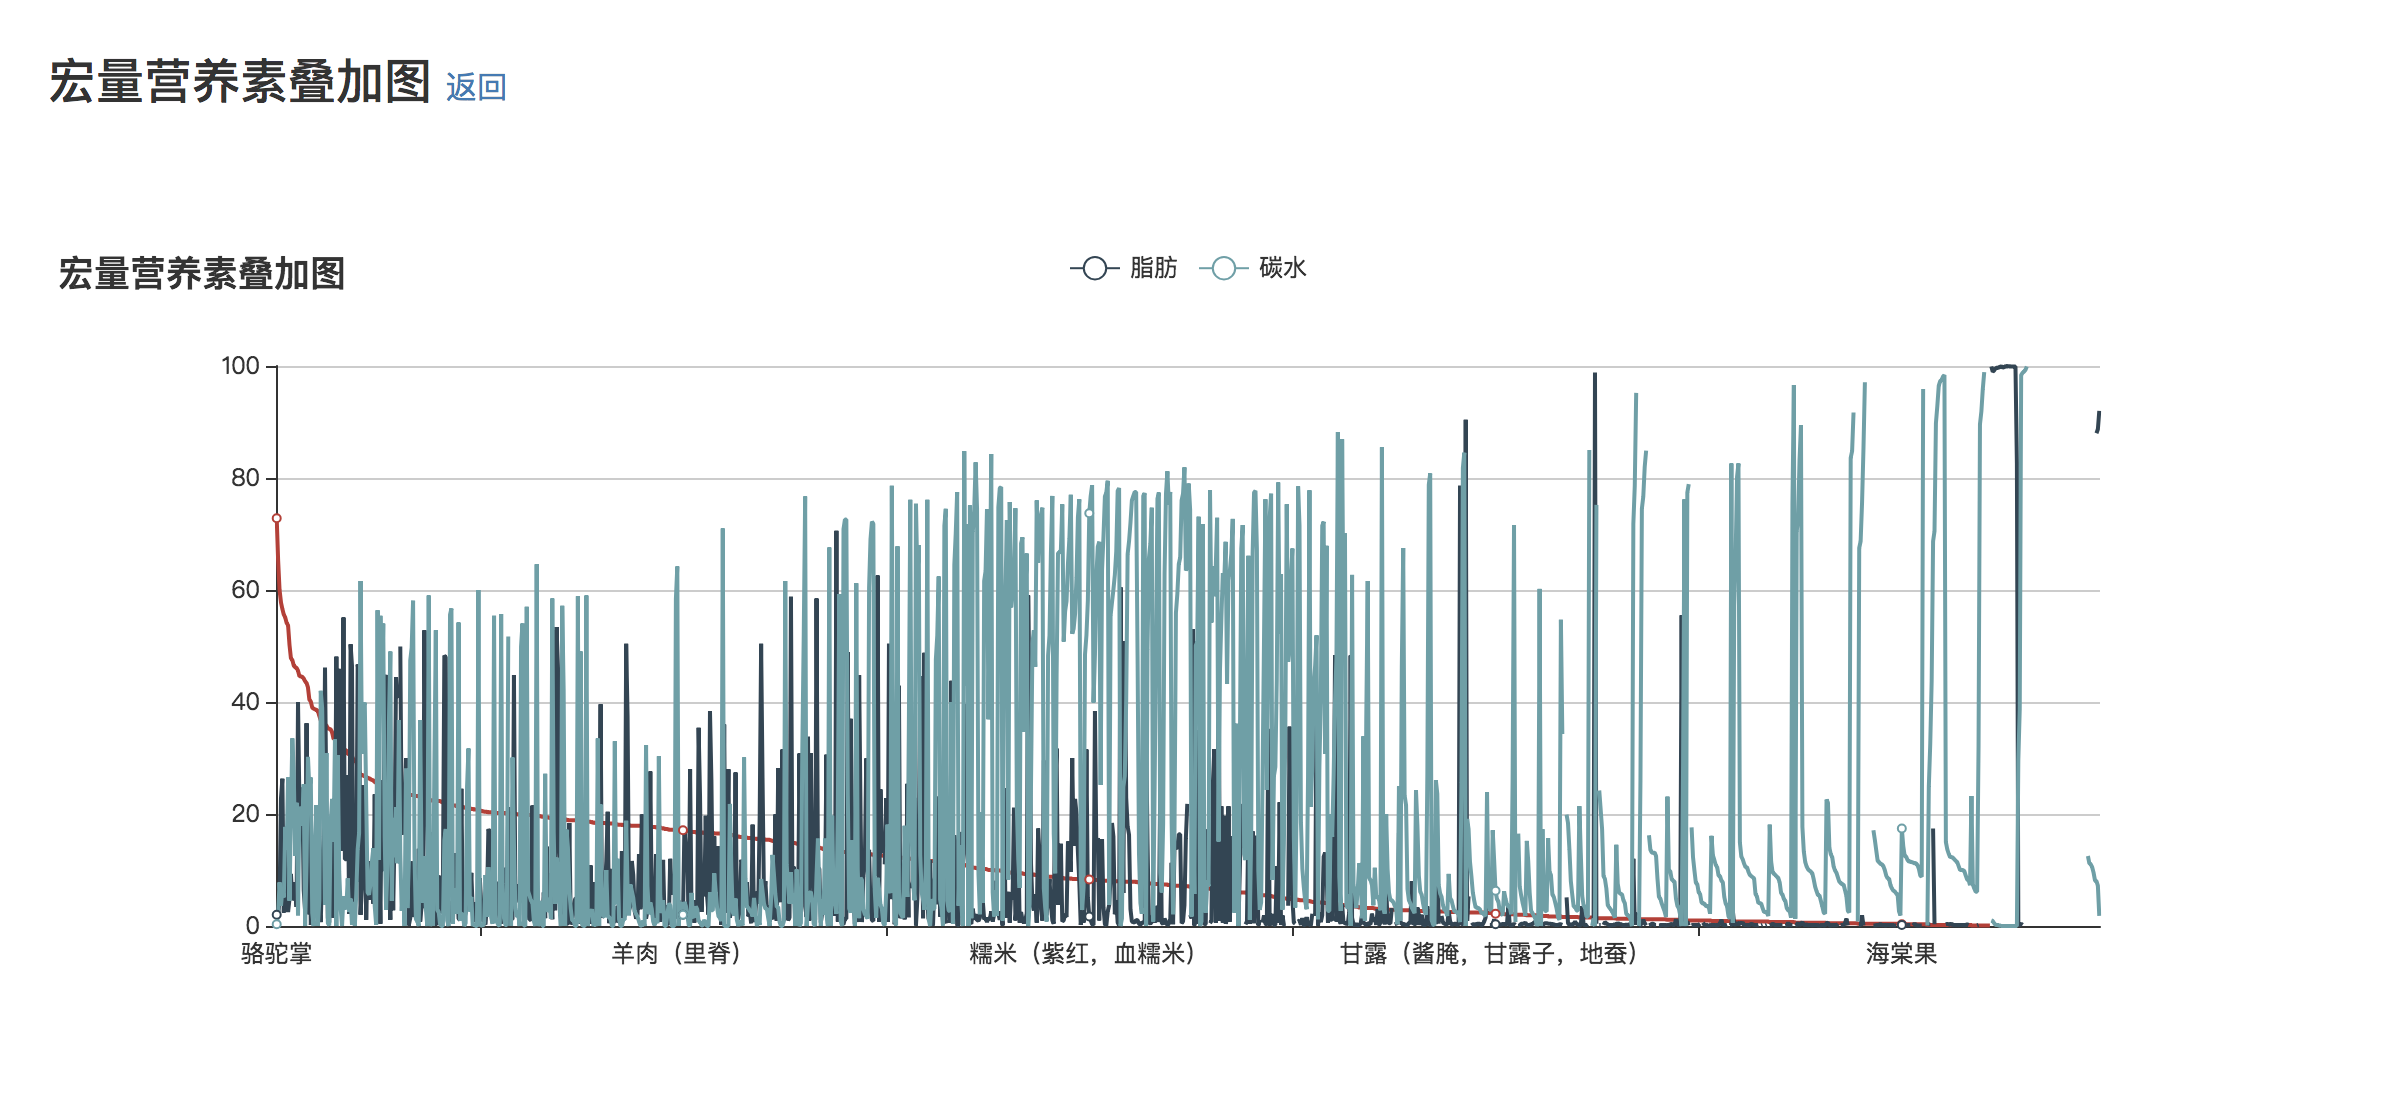 宏量营养素叠加图 返回
宏量营养素叠加图
脂肪 碳水
100
80
60
40
20
0
骆驼掌 羊肉（里脊） 糯米（紫红，血糯米） 甘露（酱腌，甘露子，地蚕） 海棠果